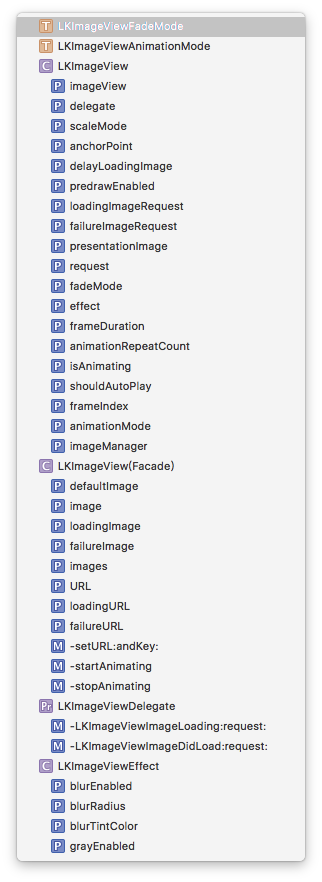 T LKImageViewFadeMode
T LKImageViewAnimationMode
C LKImageView
P imageView
P delegate
P scaleMode
P anchorPoint
P delayLoadingImage
P predrawEnabled
P loadingImageRequest
P failureImageRequest
P presentationImage
P request
P fadeMode
P effect
P frameDuration
P animationRepeatCount
P isAnimating
P shouldAutoPlay
P frameIndex
P animationMode
P imageManager
C LKImageView(Facade)
P defaultImage
P image
P loadingImage
P failureImage
P images
P URL
P loadingURL
P failureURL
M -setURL:andKey:
M -startAnimating
M -stopAnimating
Pr LKImageViewDelegate
M -LKImageViewImageLoading:request:
M -LKImageViewImageDidLoad:request:
C LKImageViewEffect
P blurEnabled
P blurRadius
P blurTintColor
P grayEnabled